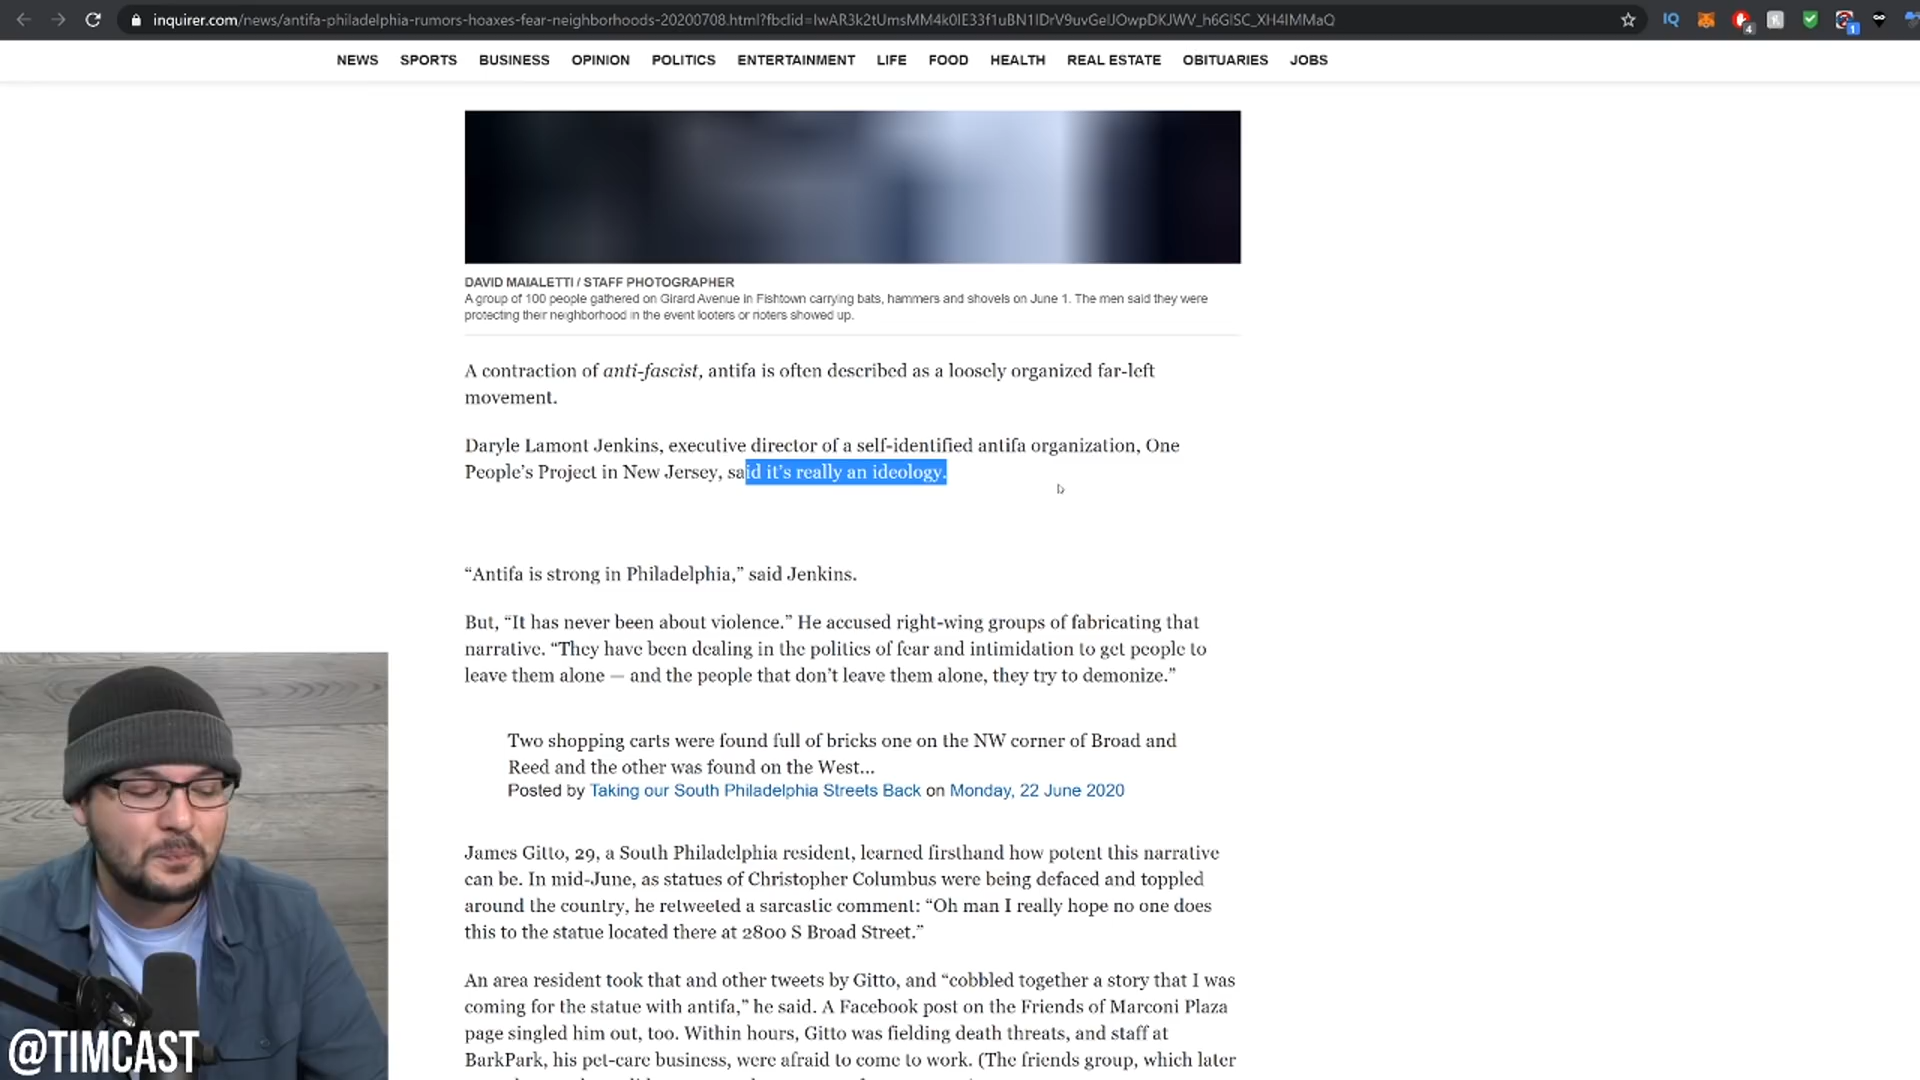 inquirer.com/news/antifa-philadelphia-rumors-hoaxes-fear-neighborhoods-20200708.html?fbclid=IwAR3k2tUmsMM4k0IE33f1uBN1IDrV9uvGeIJOwpDKJWV_h6GISC_XH4IMMaQ
IQ
4
1
NEWS SPORTS BUSINESS OPINION POLITICS ENTERTAINMENT LIFE FOOD HEALTH REAL ESTATE OBITUARIES JOBS
DAVID MAIALETTI / STAFF PHOTOGRAPHER
A group of 100 people gathered on Girard Avenue in Fishtown carrying bats, hammers and shovels on June 1. The men said they were
protecting their neighborhood in the event looters or rioters showed up.
A contraction of anti-fascist, antifa is often described as a loosely organized far-left
movement.
Daryle Lamont Jenkins, executive director of a self-identified antifa organization, One
People's Project in New Jersey, said it's really an ideology.
“Antifa is strong in Philadelphia,” said Jenkins.
But, “It has never been about violence.” He accused right-wing groups of fabricating that
narrative. “They have been dealing in the politics of fear and intimidation to get people to
leave them alone — and the people that don't leave them alone, they try to demonize.”
Two shopping carts were found full of bricks one on the NW corner of Broad and
Reed and the other was found on the West...
Posted by Taking our South Philadelphia Streets Back on Monday, 22 June 2020
James Gitto, 29, a South Philadelphia resident, learned firsthand how potent this narrative
can be. In mid-June, as statues of Christopher Columbus were being defaced and toppled
around the country, he retweeted a sarcastic comment: “Oh man I really hope no one does
this to the statue located there at 2800 S Broad Street.”
An area resident took that and other tweets by Gitto, and “cobbled together a story that I was
coming for the statue with antifa,” he said. A Facebook post on the Friends of Marconi Plaza
page singled him out, too. Within hours, Gitto was fielding death threats, and staff at
BarkPark, his pet-care business, were afraid to come to work. (The friends group, which later
@TIMCAST